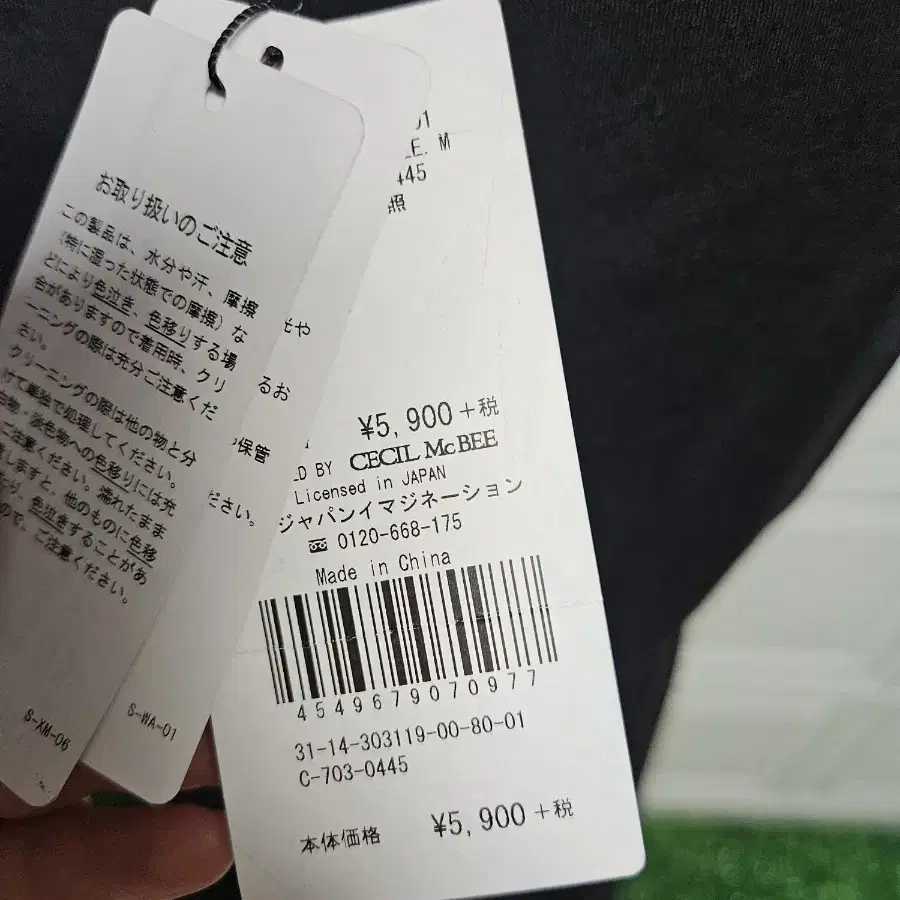 お取り扱いのご注意
この製品は、水分や汗、摩擦
(特に湿った状態での摩擦)な
どにより色泣き、色移りする場
合がありますので着用時、クリ
ーニングの際は充分ご注意くだ
さい。
クリーニングの際は他の物と分
けて単独で処理してください。
白物・淡色物への色移りには充
ご注意ください。濡れたまま
しますと、他のものに色移
たり、色泣きすることがあ
ので、ご注意ください。
S-XM-06
光や
るお
保管
ださい。
S-WA-01
01
LE. M
445
照
¥5,900+税
D BY CECIL McBEE
Licensed in JAPAN
ジャパンイマジネーション
0120-668-175
Made in China
4549679070977
31-14-303119-00-80-01
C-703-0445
本体価格 ¥5,900+税